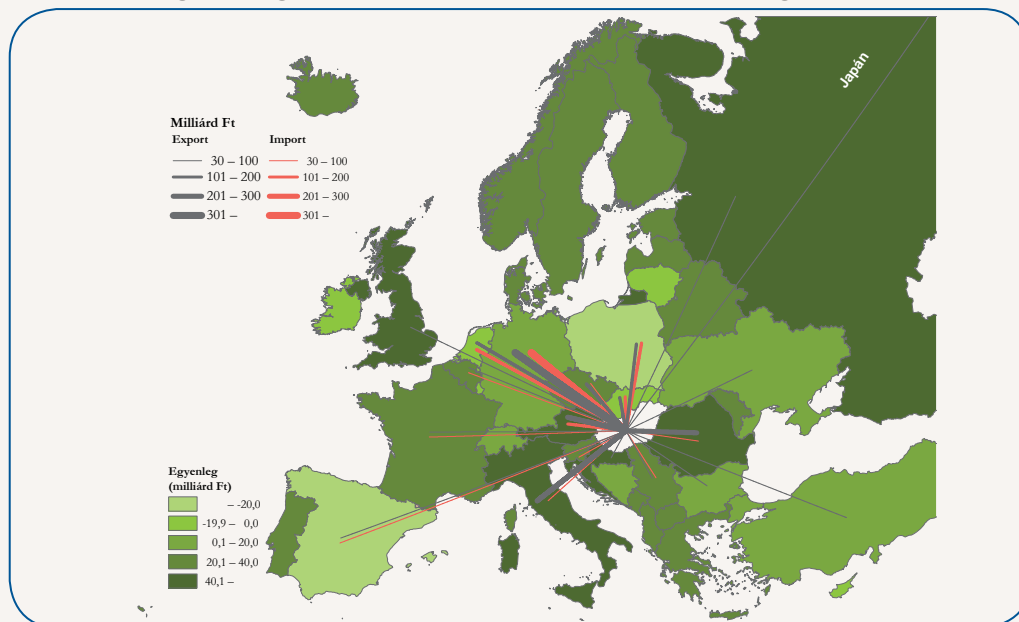 Japán
Milliárd Ft
Export Import
30 – 100 30 – 100
101 – 200 101 – 200
201 – 300 201 – 300
301 – 301 –
Egyenleg
(milliárd Ft)
– -20,0
-19,9 – 0,0
0,1 – 20,0
20,1 – 40,0
40,1 –